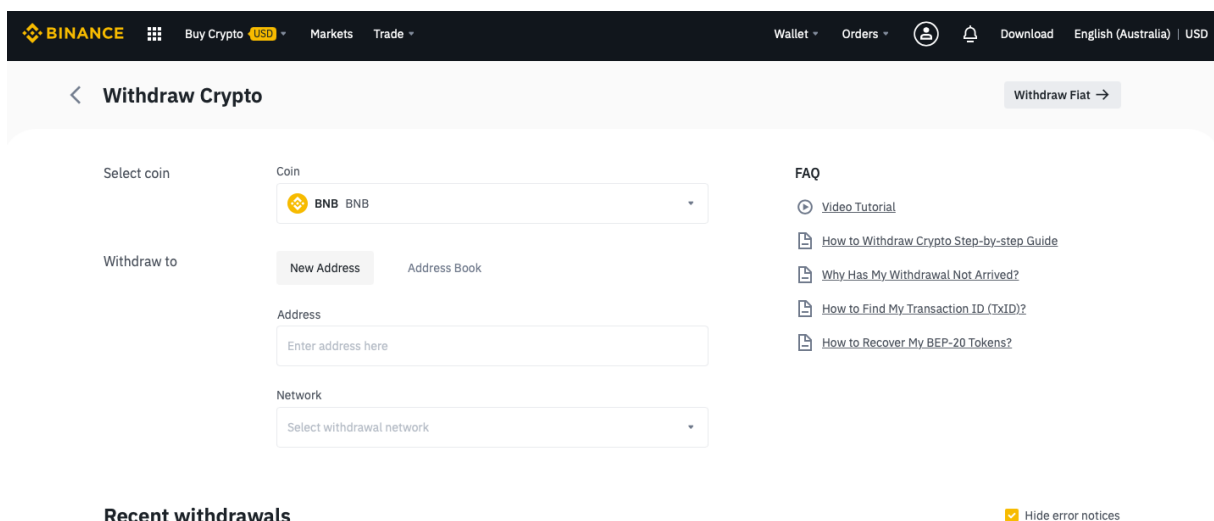 BINANCE Buy Crypto USD Markets Trade Wallet Orders Download English (Australia) | USD
Withdraw Crypto
Withdraw Fiat →
Select coin
Coin
BNB BNB
Withdraw to
New Address Address Book
Address
Enter address here
Network
Select withdrawal network
FAQ
Video Tutorial
How to Withdraw Crypto Step-by-step Guide
Why Has My Withdrawal Not Arrived?
How to Find My Transaction ID (TxID)?
How to Recover My BEP-20 Tokens?
Recent withdrawals
Hide error notices